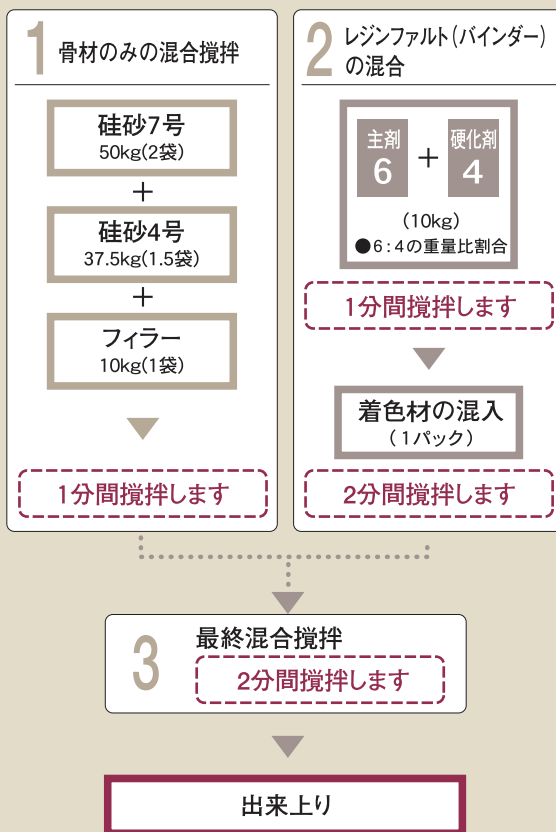 1 骨材のみの混合撹拌
硅砂7号
50kg(2袋)
+
硅砂4号
37.5kg(1.5袋)
+
フィラー
10kg(1袋)
1分間撹拌します
2 レジンファルト(バインダー)
の混合
主剤 6 + 硬化剤 4
(10kg)
●6:4の重量比割合
1分間撹拌します
着色材の混入
(1パック)
2分間撹拌します
3 最終混合撹拌
2分間撹拌します
出来上り